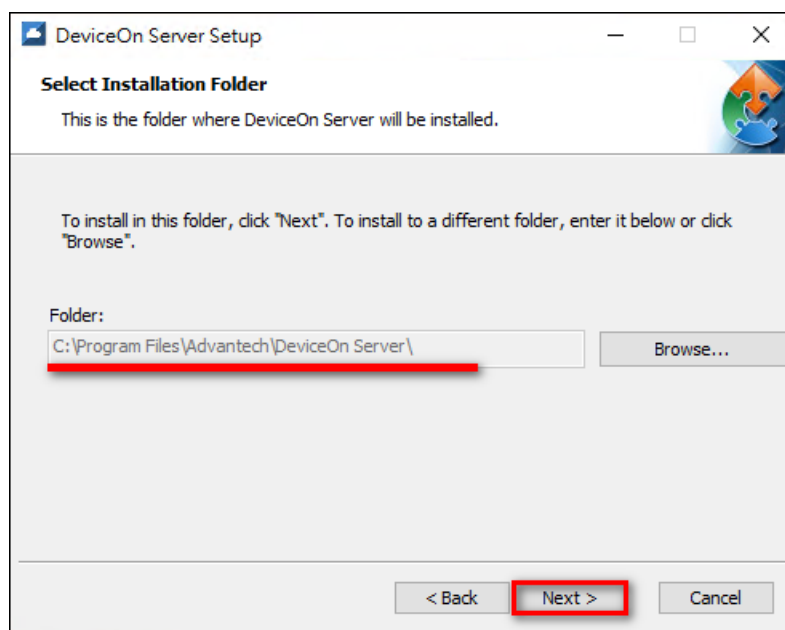 DeviceOn Server Setup
Select Installation Folder
This is the folder where DeviceOn Server will be installed.
To install in this folder, click "Next". To install to a different folder, enter it below or click
"Browse".
Folder:
C:\Program Files\Advantech\DeviceOn Server\
Browse...
< Back
Next >
Cancel